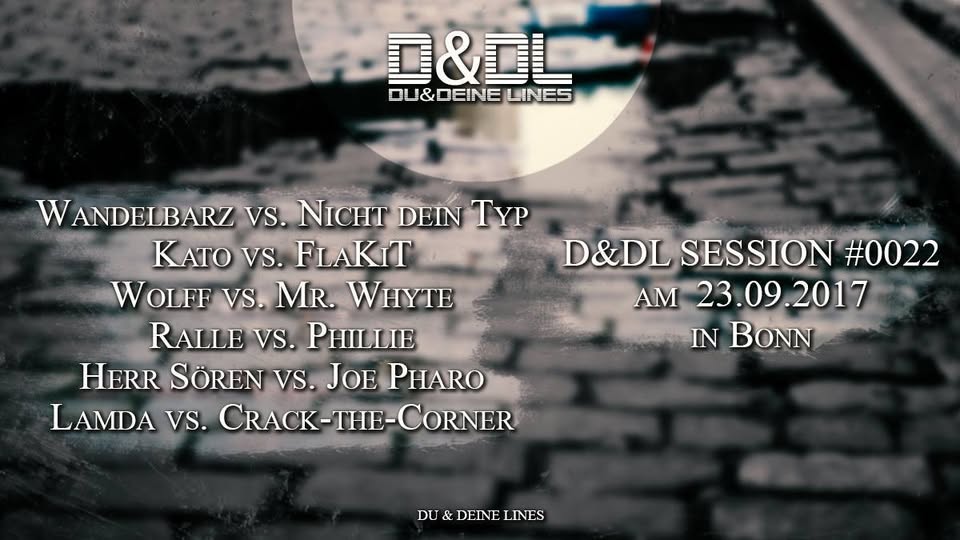 D&DL
DU&DEINE LINES
Wandelbarz vs. Nicht dein Typ
Kato vs. FlaKiT
Wolff vs. Mr. Whyte
Ralle vs. Phillie
Herr Sören vs. Joe Pharo
Lamda vs. Crack-the-Corner
D&DL SESSION #0022
am 23.09.2017
in Bonn
DU & DEINE LINES